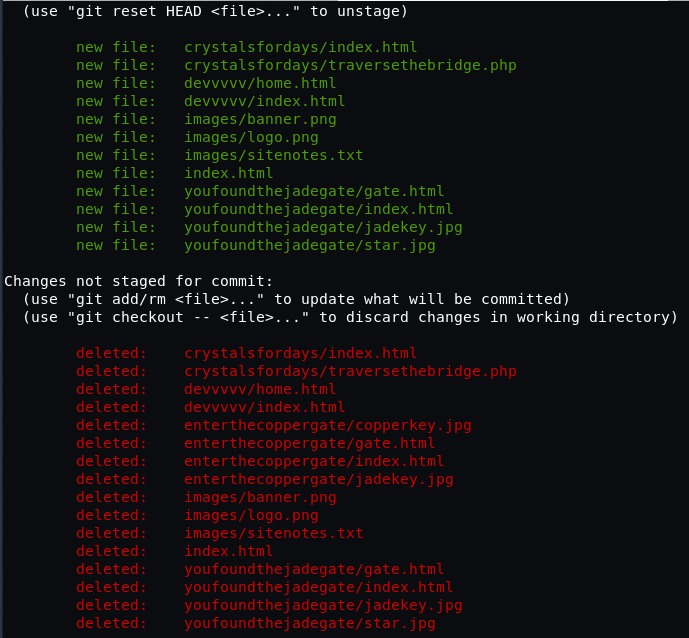 (use "git reset HEAD <file>..." to unstage)
new file: crystalsfordays/index.html
new file: crystalsfordays/traversethebridge.php
new file: devvvvv/home.html
new file: devvvvv/index.html
new file: images/banner.png
new file: images/logo.png
new file: images/sitenotes.txt
new file: index.html
new file: youfoundthejadegate/gate.html
new file: youfoundthejadegate/index.html
new file: youfoundthejadegate/jadekey.jpg
new file: youfoundthejadegate/star.jpg
Changes not staged for commit:
(use "git add/rm <file>..." to update what will be committed)
(use "git checkout -- <file>..." to discard changes in working directory)
deleted: crystalsfordays/index.html
deleted: crystalsfordays/traversethebridge.php
deleted: devvvvv/home.html
deleted: devvvvv/index.html
deleted: enterthecoppergate/copperkey.jpg
deleted: enterthecoppergate/gate.html
deleted: enterthecoppergate/index.html
deleted: enterthecoppergate/jadekey.jpg
deleted: images/banner.png
deleted: images/logo.png
deleted: images/sitenotes.txt
deleted: index.html
deleted: youfoundthejadegate/gate.html
deleted: youfoundthejadegate/index.html
deleted: youfoundthejadegate/jadekey.jpg
deleted: youfoundthejadegate/star.jpg